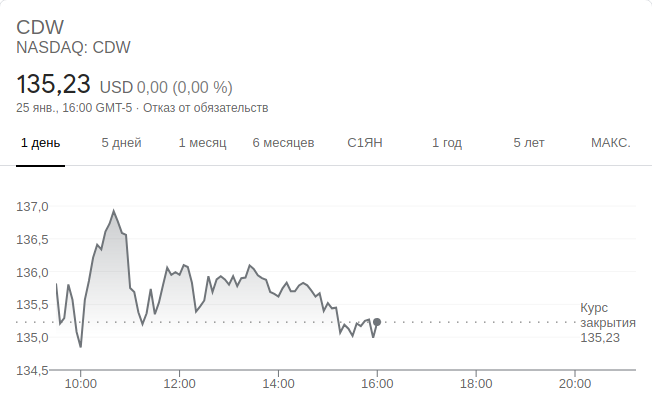 CDW
NASDAQ: CDW
135,23 USD 0,00 (0,00 %)
25 янв., 16:00 GMT-5 · Отказ от обязательств
1 день 5 дней 1 месяц 6 месяцев С1ЯН 1 год 5 лет МАКС.
137,0
136,5
136,0
135,5
135,0
134,5
Курс
закрытия
135,23
10:00 12:00 14:00 16:00 18:00 20:00